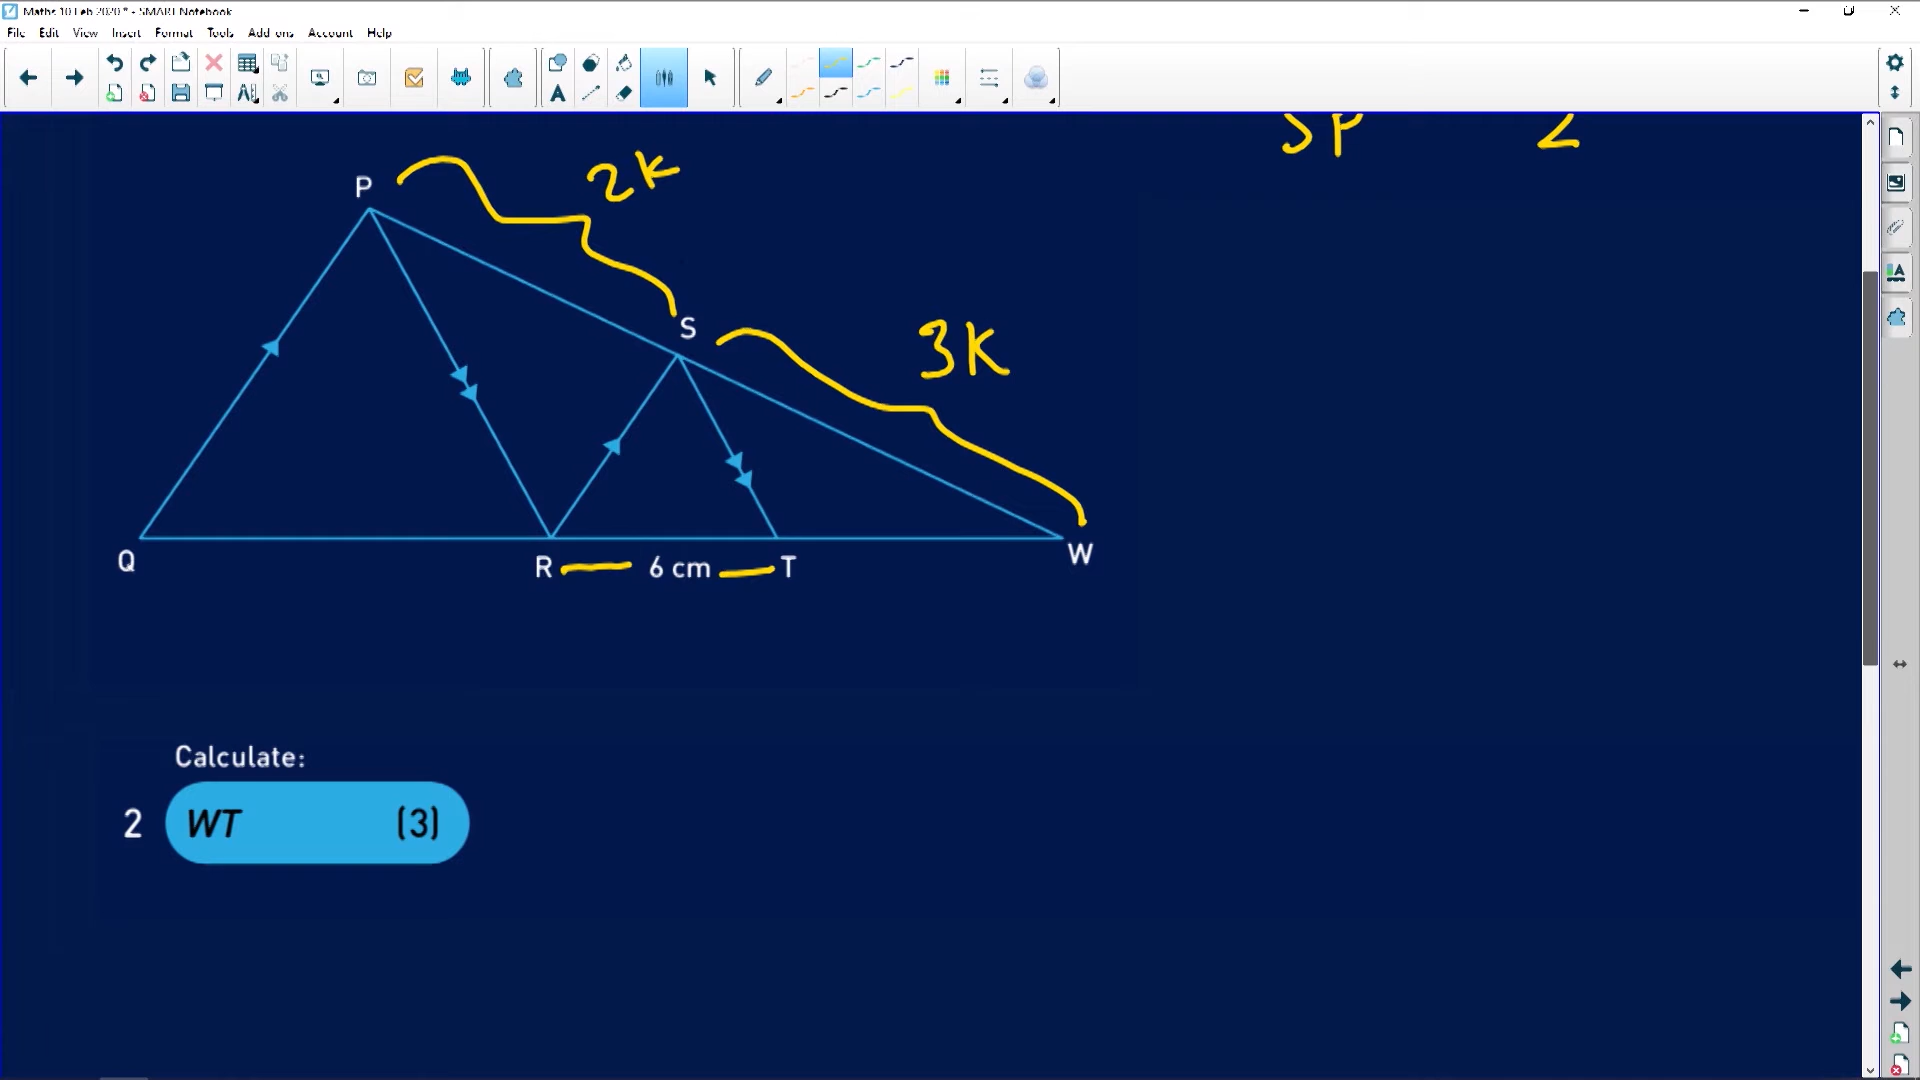 Maths 10 Feb 2020 * - SMART Notebook
File Edit View Insert Format Tools Add-ons Account Help
SP 2
2K
P
S
3K
Q
R 6 cm T
W
Calculate:
2 WT (3)